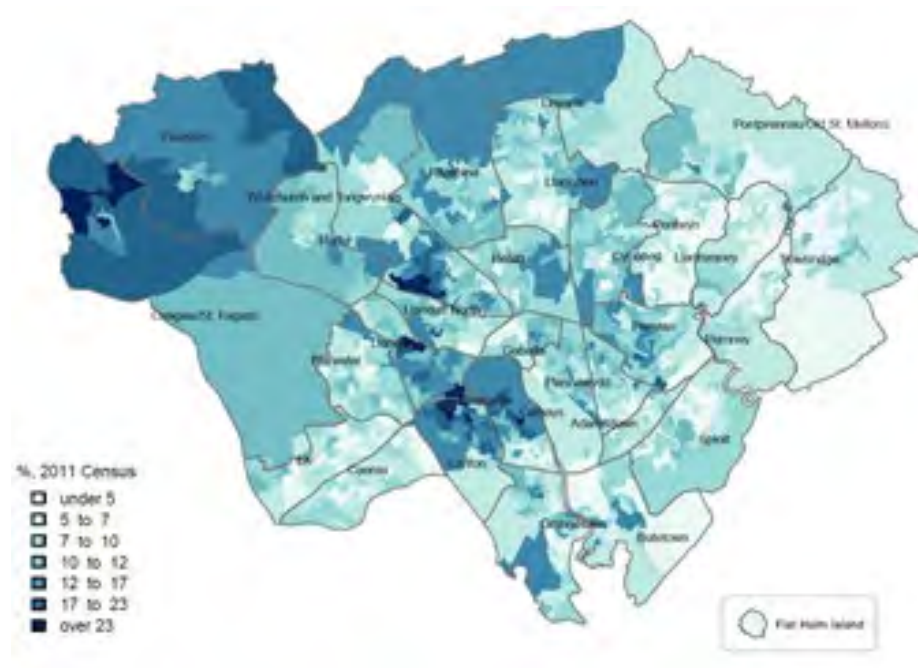 Lisvane
Pontprennau/Old St. Mellons
Pentyrch
Rhiwbina
Llanishen
Whitchurch and Tongwynlais
Pentwyn
Radyr
Heath
Cyncoed
Llanrumney
Trowbridge
Creigiau/St. Fagans
Llandaff North
Penylan
Rumney
Llandaff
Fairwater
Gabalfa
Plasnewydd
Adamsdown
Splott
Ely
Caerau
Canton
Grangetown
Butetown
%, 2011 Census
under 5
5 to 7
7 to 10
10 to 12
12 to 17
17 to 23
over 23
Flat Holm Island